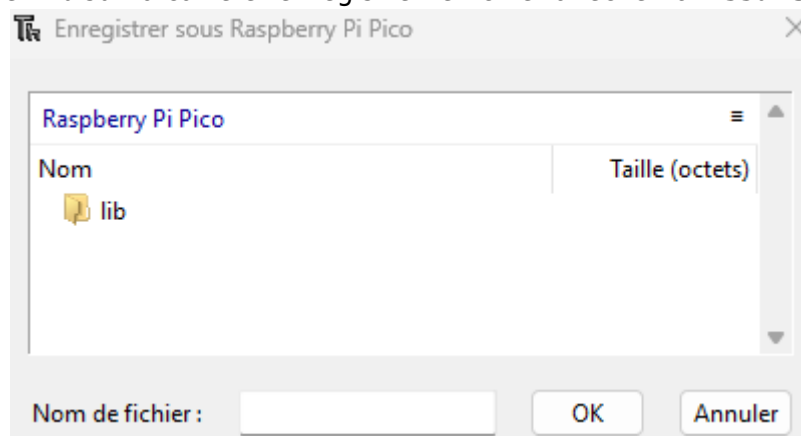 Enregistrer sous Raspberry Pi Pico
Raspberry Pi Pico
Nom Taille (octets)
lib
Nom de fichier : OK Annuler